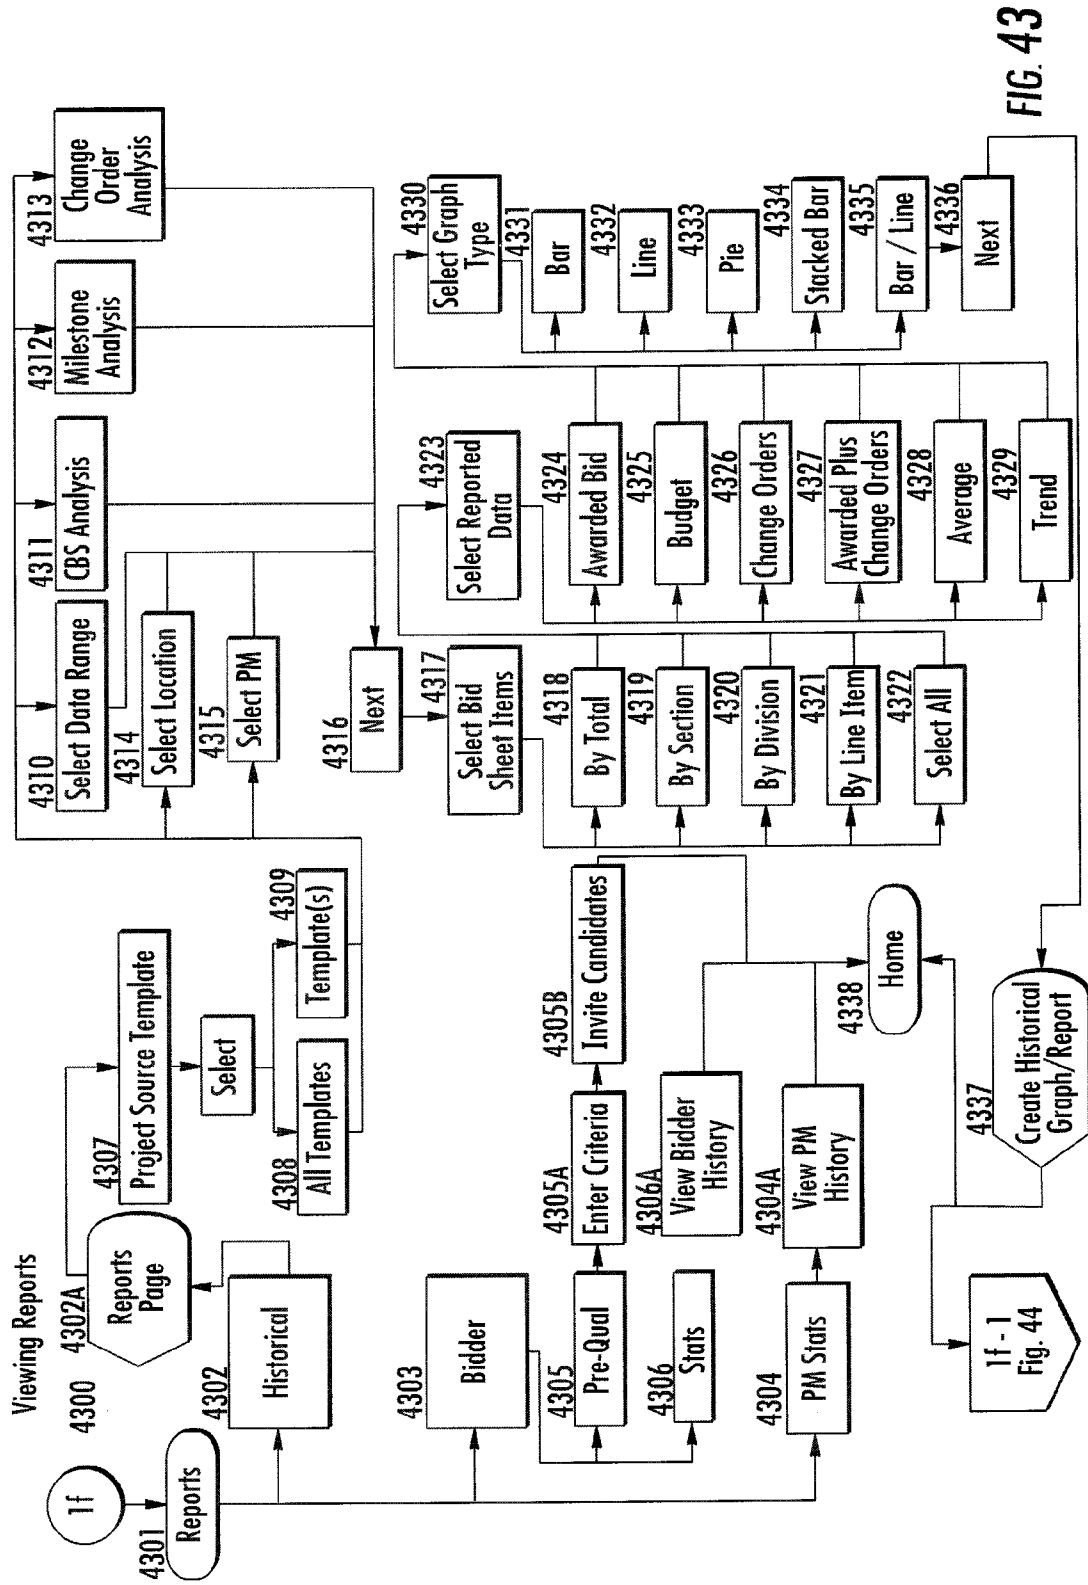 Viewing Reports
4300
1f
4301
Reports
4302
Historical
4302A
Reports
Page
4307
Project Source Template
Select
4308
All Templates
4309
Template(s)
4310
Select Data Range
4311
CBS Analysis
4312
Milestone
Analysis
4313
Change
Order
Analysis
4314
Select Location
4315
Select PM
4316
Next
4317
Select Bid
Sheet Items
4318
By Total
4319
By Section
4320
By Division
4321
By Line Item
4322
Select All
4323
Select Reported
Data
4324
Awarded Bid
4325
Budget
4326
Change Orders
4327
Awarded Plus
Change Orders
4328
Average
4329
Trend
4330
Select Graph
Type
4331
Bar
4332
Line
4333
Pie
4334
Stacked Bar
4335
Bar / Line
4336
Next
4303
Bidder
4305
Pre-Qual
4305A
Enter Criteria
4305B
Invite Candidates
4306
Stats
4306A
View Bidder
History
4304
PM Stats
4304A
View PM
History
4338
Home
4337
Create Historical
Graph/Report
1f - 1
Fig. 44
FIG. 43